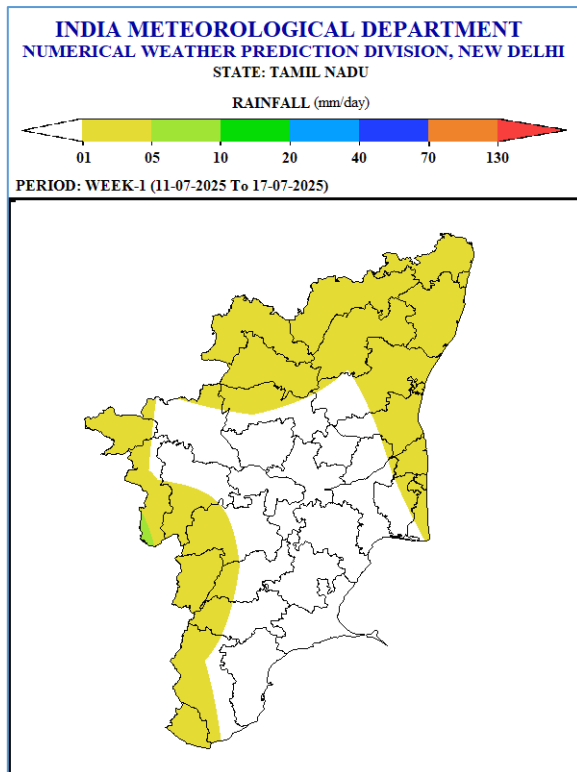 INDIA METEOROLOGICAL DEPARTMENT
NUMERICAL WEATHER PREDICTION DIVISION, NEW DELHI
STATE: TAMIL NADU
RAINFALL (mm/day)
01 05 10 20 40 70 130
PERIOD: WEEK-1 (11-07-2025 To 17-07-2025)